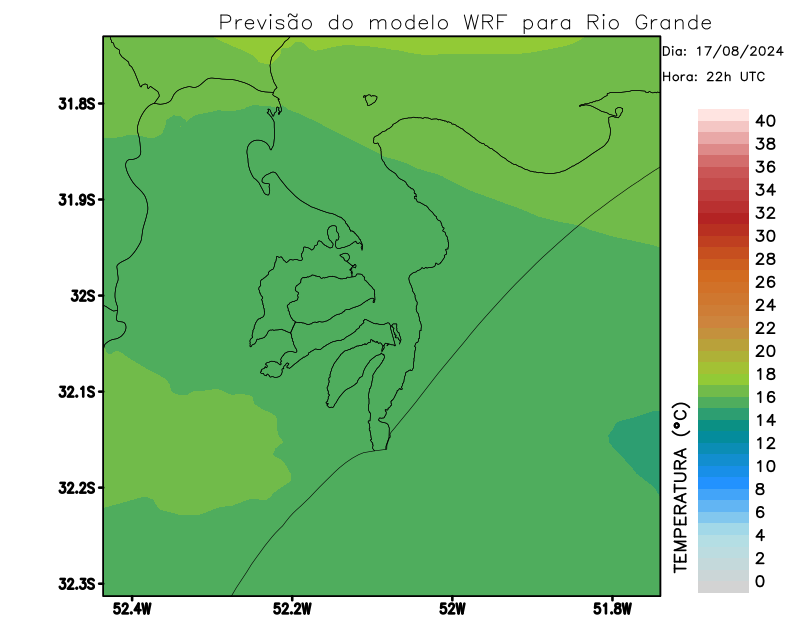 Previsão do modelo WRF para Rio Grande
Dia: 17/08/2024
Hora: 22h UTC
31.8S
31.9S
32S
32.1S
32.2S
32.3S
52.4W
52.2W
52W
51.8W
TEMPERATURA (°C)
40
38
36
34
32
30
28
26
24
22
20
18
16
14
12
10
8
6
4
2
0